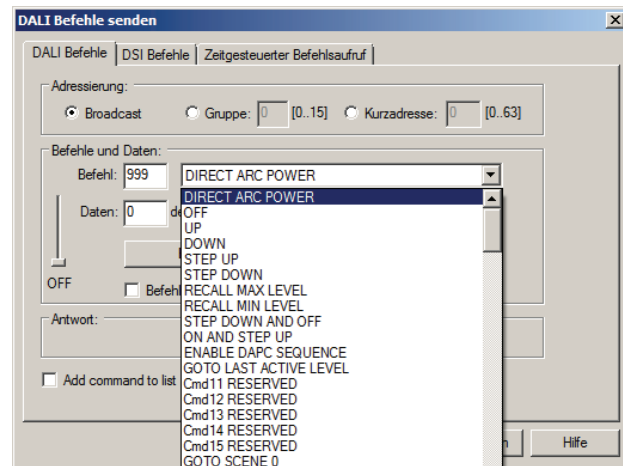 DALI Befehle senden
DALI Befehle DSI Befehle Zeitgesteuerter Befehlsaufruf
Adressierung:
Broadcast Gruppe: 0 [0..15] Kurzadresse: 0 [0..63]
Befehle und Daten:
Befehl: 999 DIRECT ARC POWER
DIRECT ARC POWER
Daten: 0 de OFF
UP
DOWN
STEP UP
STEP DOWN
OFF Befehl RECALL MAX LEVEL
RECALL MIN LEVEL
Antwort: STEP DOWN AND OFF
ON AND STEP UP
ENABLE DAPC SEQUENCE
GOTO LAST ACTIVE LEVEL
Add command to list Cmd11 RESERVED
Cmd12 RESERVED
Cmd13 RESERVED
Cmd14 RESERVED
Cmd15 RESERVED Hilfe
GOTO SCENE 0